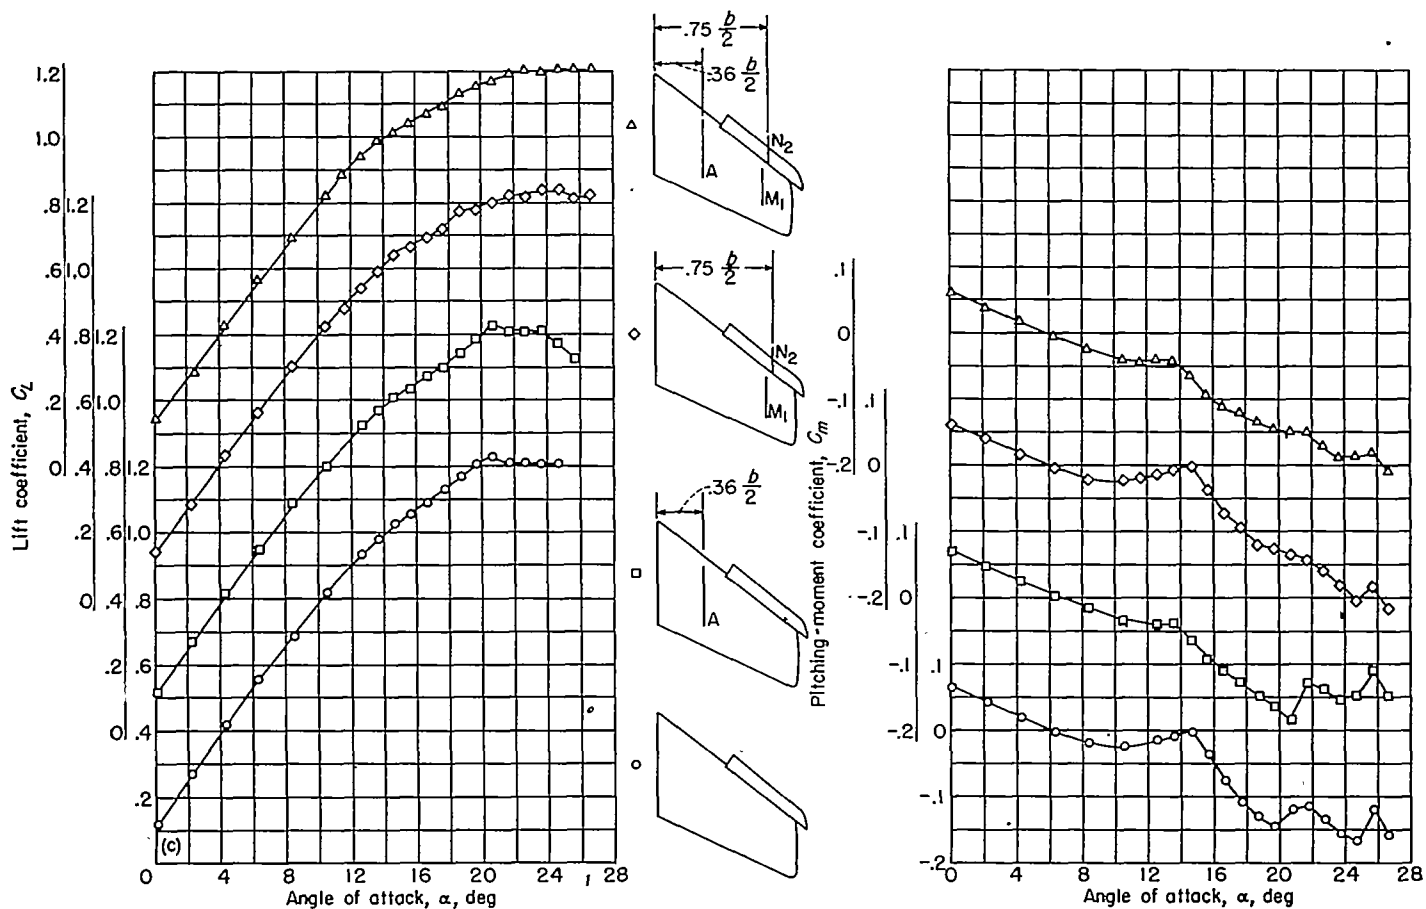 .75 b/2
.36 b/2
N2
A
M1
.75 b/2
N2
M1
.36 b/2
A
Lift coefficient, CL
1.2
1.0
.8 1.2
.6 1.0
.4 .8 1.2
.2 .6 1.0
0 .4 .8 1.2
.2 .6 1.0
0 .4 .8
.2 .6
0 .4
.2
(c)
0 4 8 12 16 20 24 28
Angle of attack, α, deg
Pitching-moment coefficient, Cm
.1
0
-.1 .1
-.2 0
-.1 .1
-.2 0
-.1 .1
-.2 0
-.1
-.2
0 4 8 12 16 20 24 28
Angle of attack, α, deg